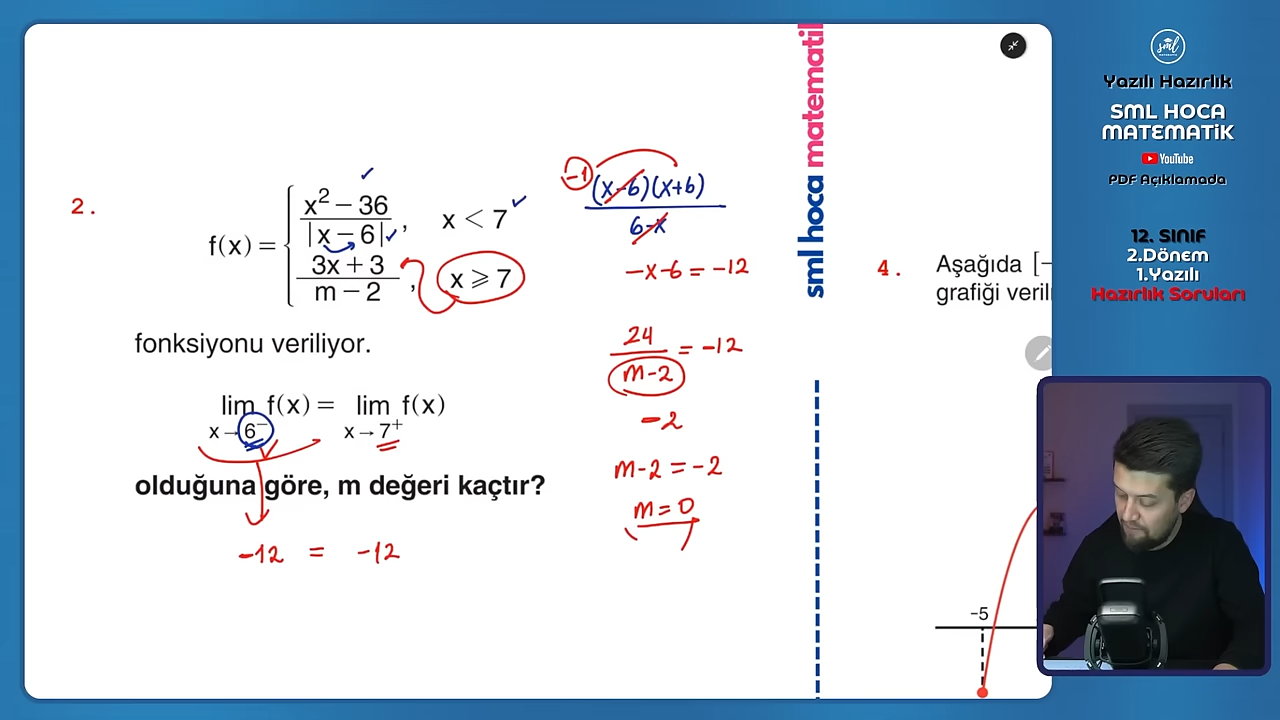 2.
f(x) = { x² − 36 / |x − 6| , x < 7
3x + 3 / m − 2 , x ⩾ 7
fonksiyonu veriliyor.
lim f(x) = lim f(x)
x→6⁻ x→7⁺
olduğuna göre, m değeri kaçtır?
-12 = -12
-1
(x-6)(x+6)
6-x
-x-6 = -12
24 / m-2 = -12
-2
m-2 = -2
m = 0
sml hoca matematik
4. Aşağıda [-
grafiği veril
-5
sml
Yazılı Hazırlık
SML HOCA
MATEMATİK
YouTube
PDF Açıklamada
12. SINIF
2.Dönem
1.Yazılı
Hazırlık Soruları